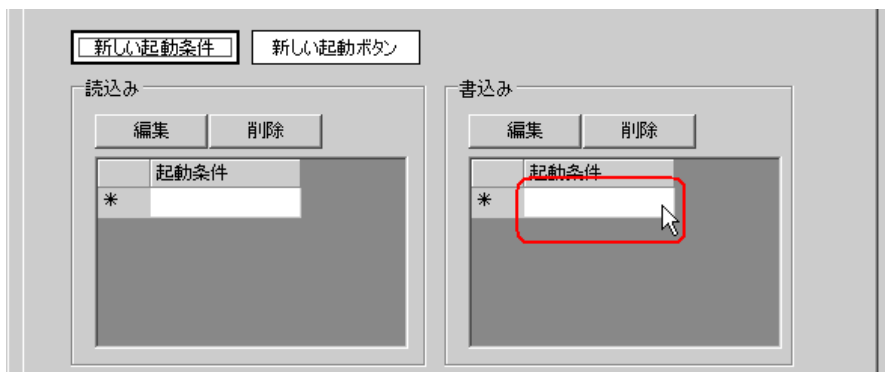 新しい起動条件 新しい起動ボタン
読込み 書込み
編集 削除 編集 削除
起動条件 起動条件
* *